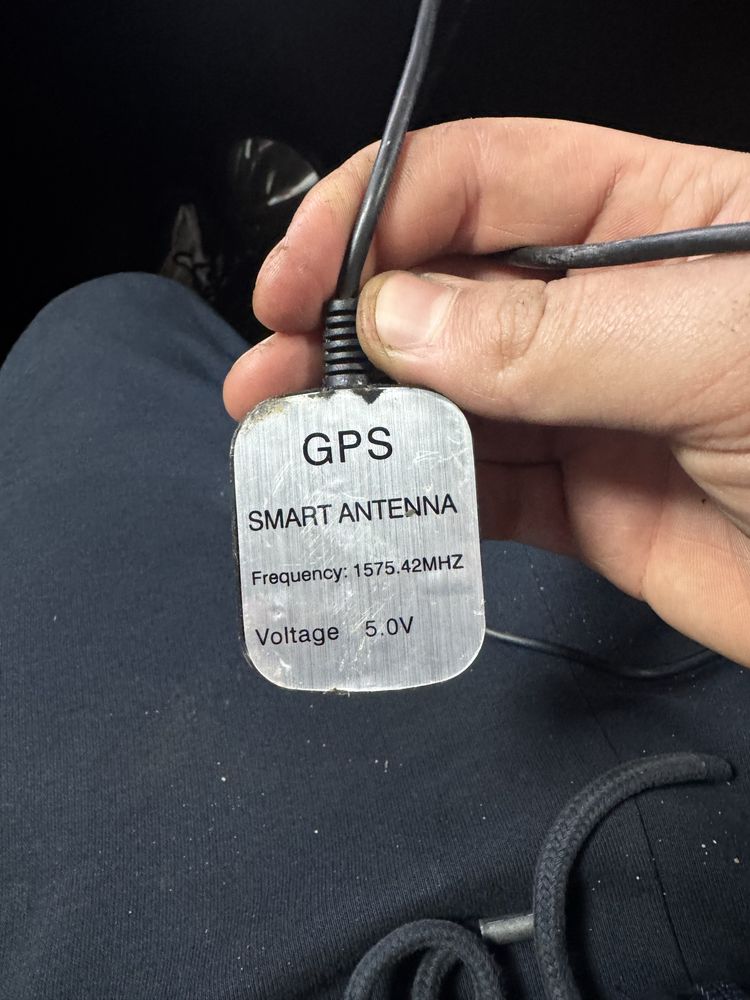 GPS
SMART ANTENNA
Frequency: 1575.42MHZ
Voltage 5.0V